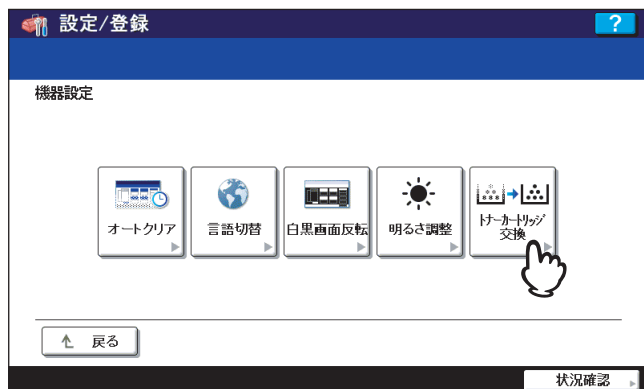 設定/登録
?
機器設定
オートクリア
言語切替
白黒画面反転
明るさ調整
トナーカートリッジ
交換
戻る
状況確認